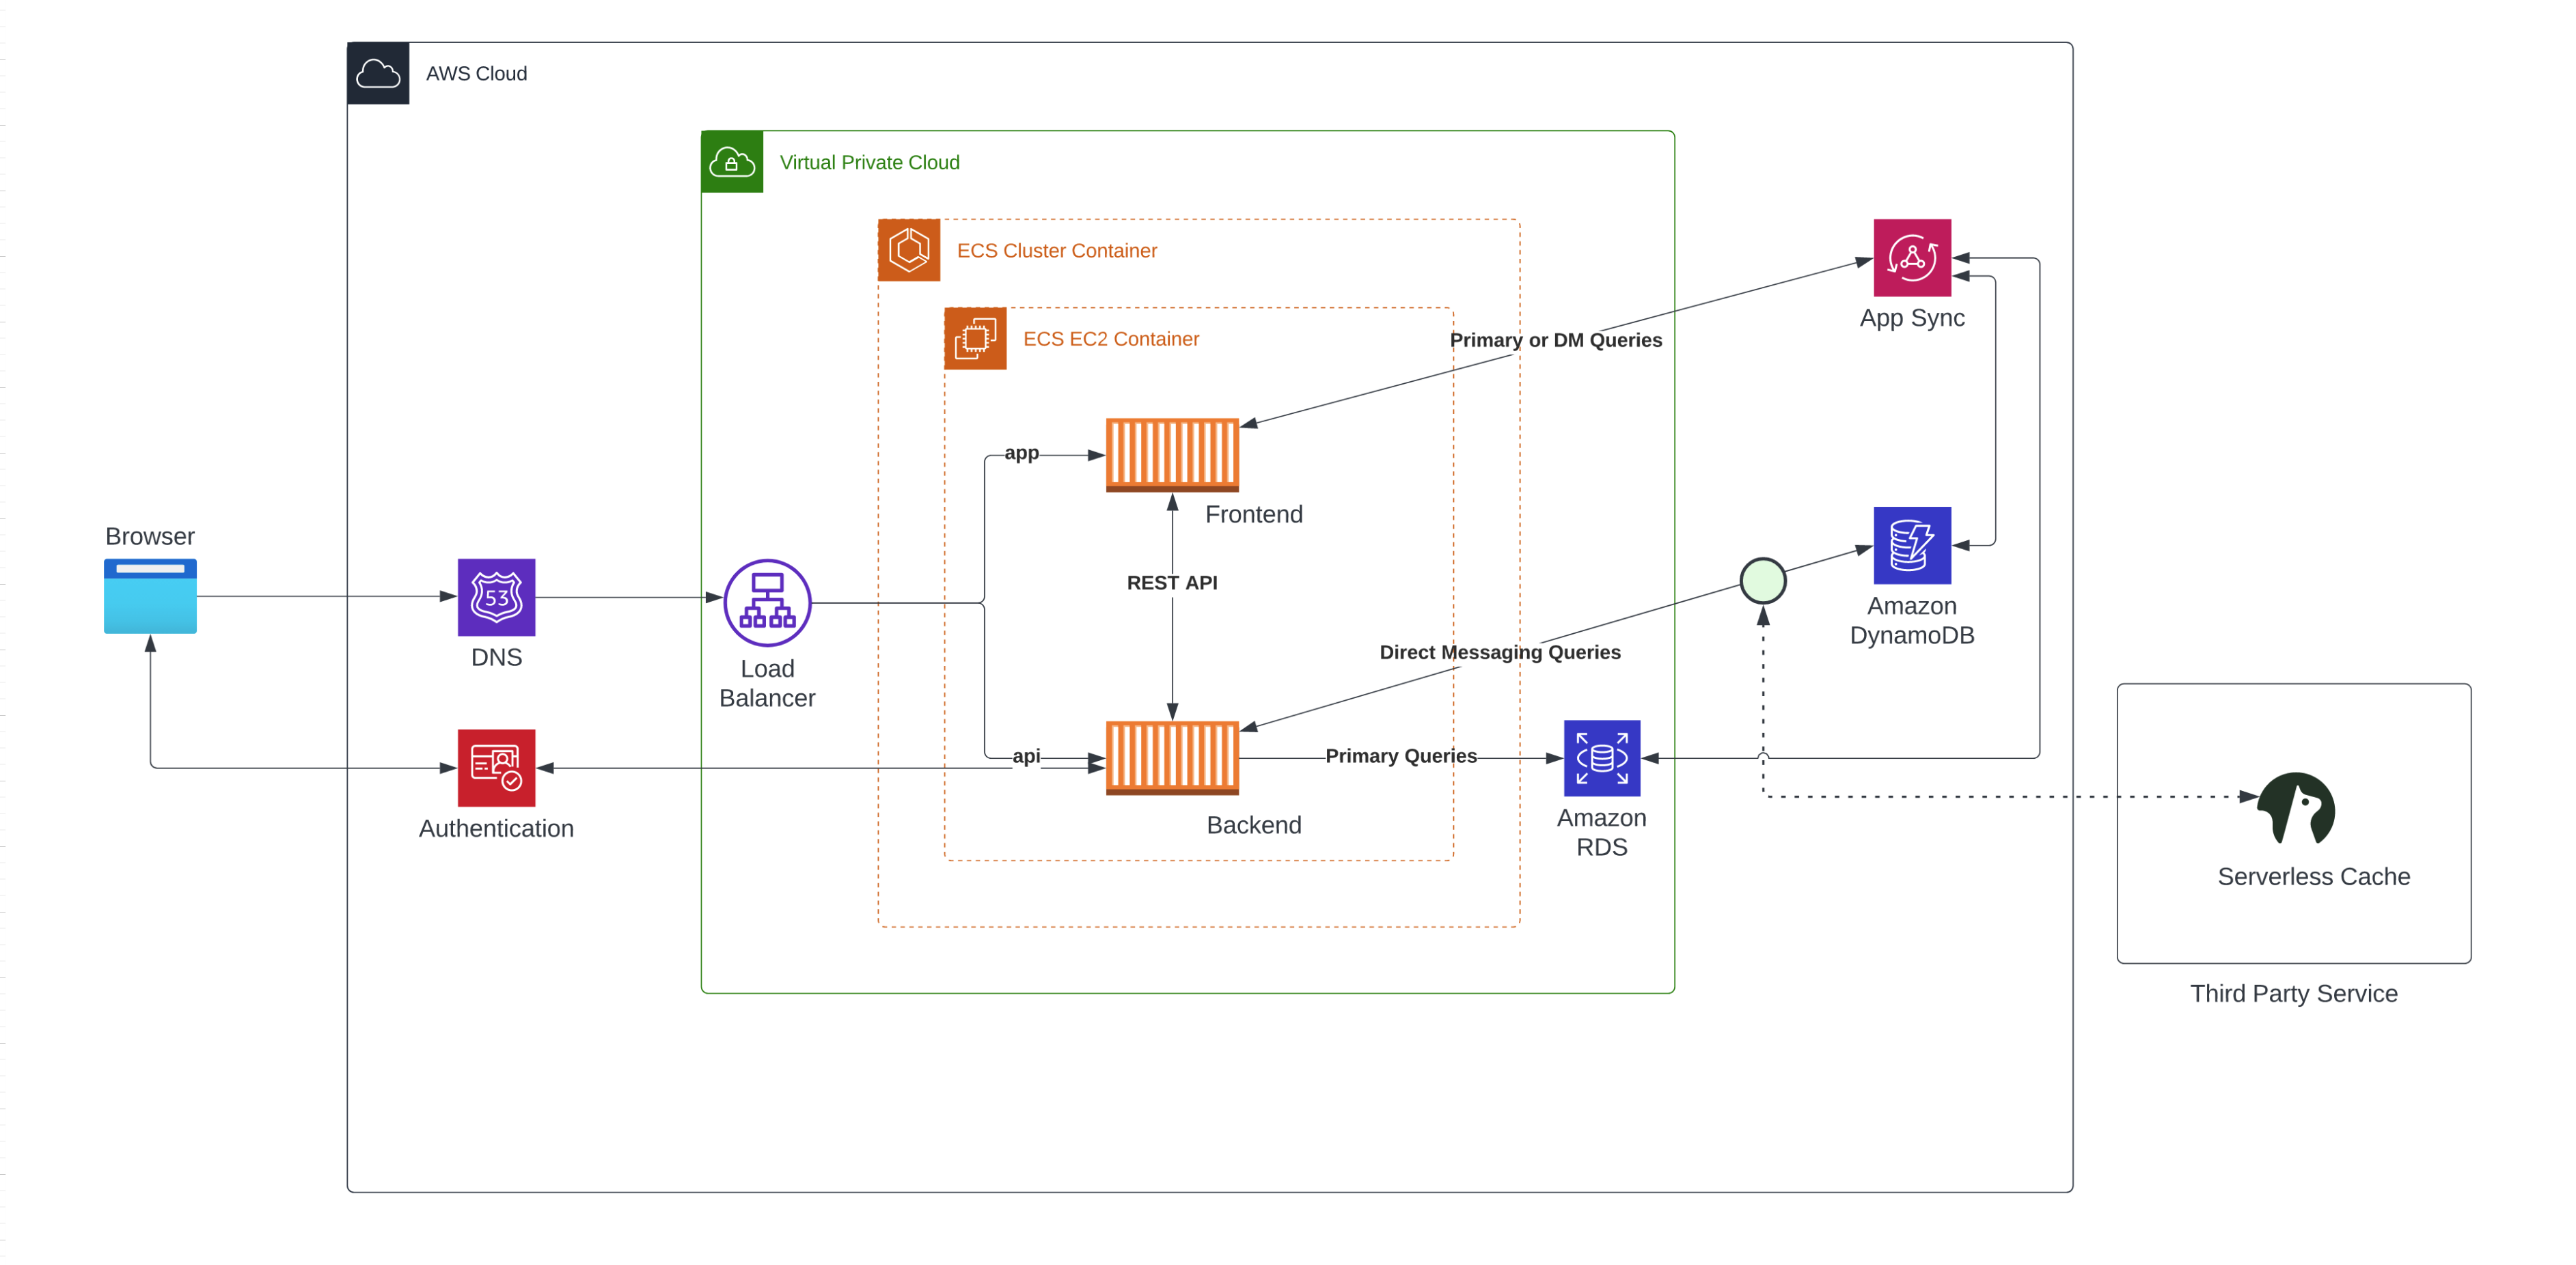 AWS Cloud
Virtual Private Cloud
ECS Cluster Container
ECS EC2 Container
Primary or DM Queries
App Sync
app
Frontend
Browser
53
DNS
REST API
Load
Balancer
Amazon
DynamoDB
Direct Messaging Queries
api
Primary Queries
Authentication
Backend
Amazon
RDS
Serverless Cache
Third Party Service